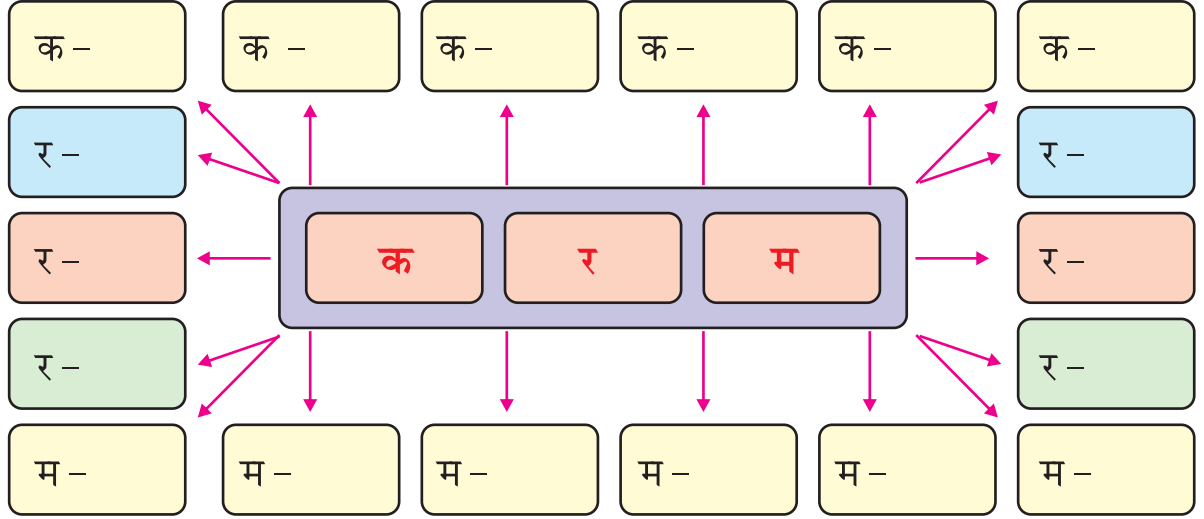 क – क – क – क – क – क –
र – र –
र – क र म र –
र – र –
म – म – म – म – म – म –